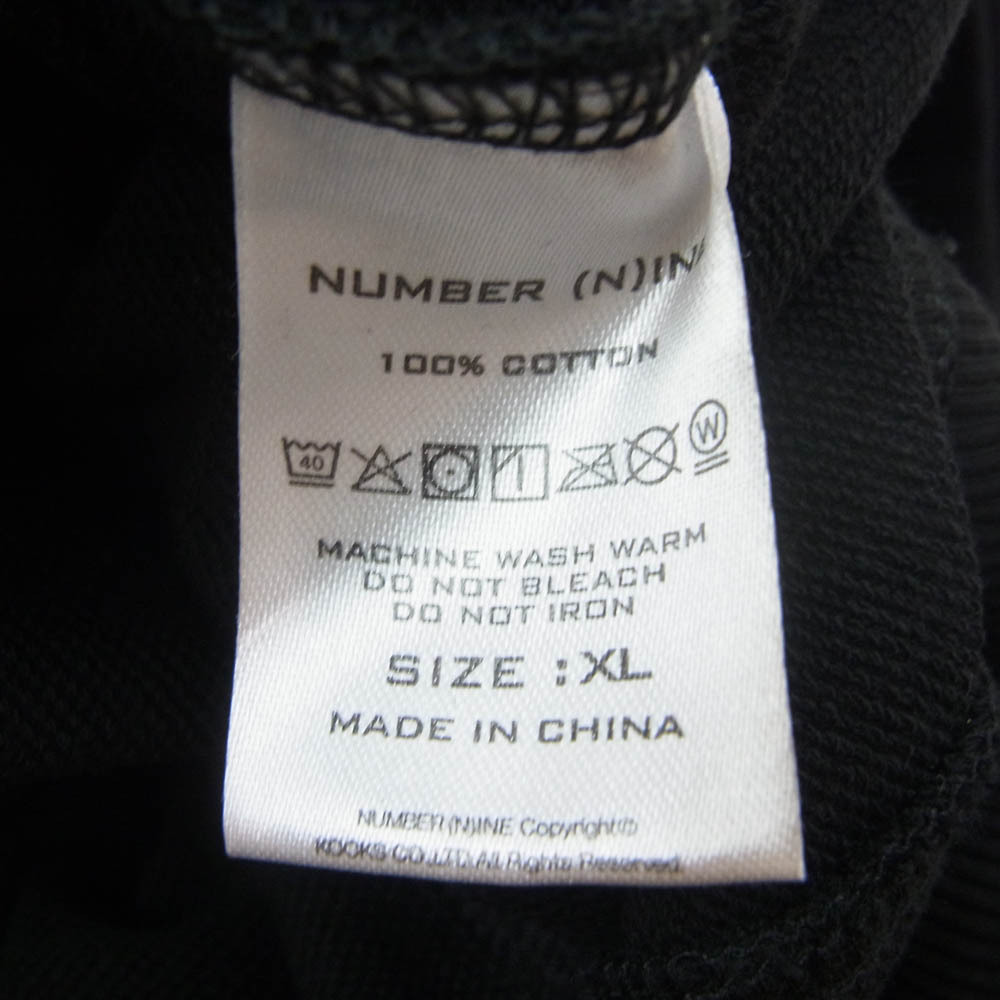 NUMBER (N)INE
100% COTTON
40 W
MACHINE WASH WARM
DO NOT BLEACH
DO NOT IRON
SIZE : XL
MADE IN CHINA
NUMBER(N)INE Copyright©
KOOKS CO.,LTD.All Rights Reserved.